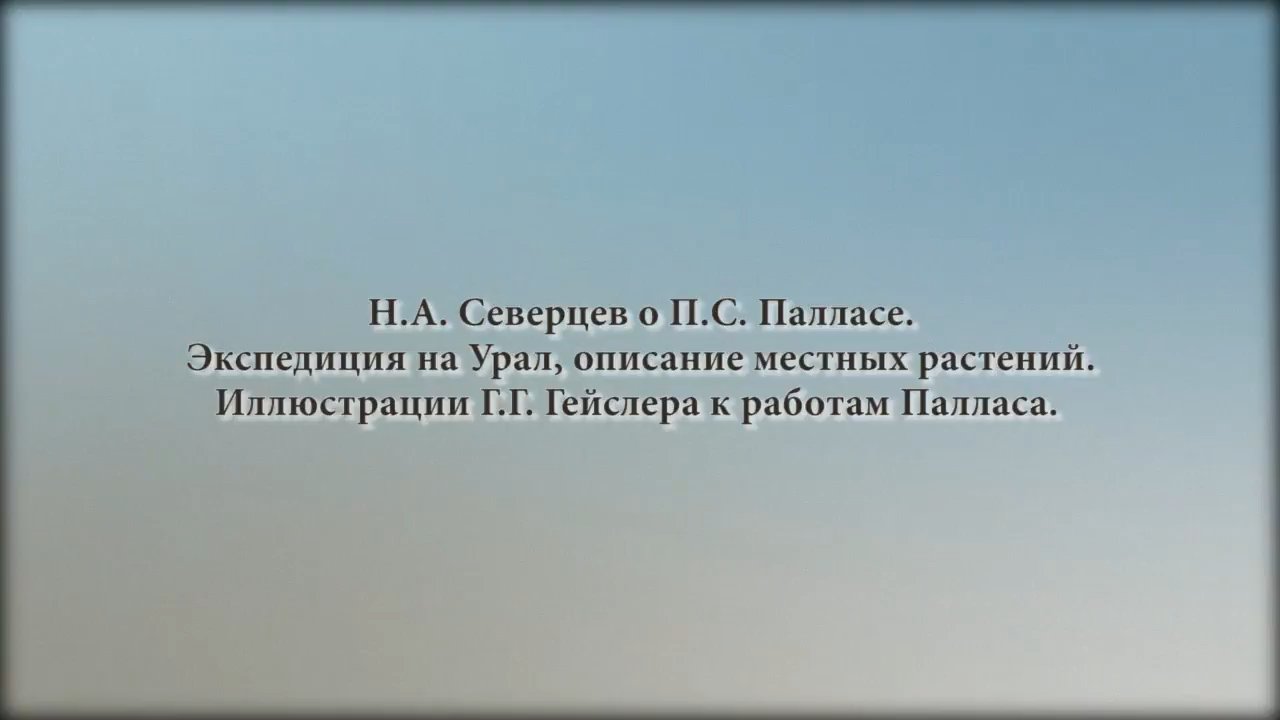 Н.А. Северцев о П.С. Палласе.
Экспедиция на Урал, описание местных растений.
Иллюстрации Г.Г. Гейслера к работам Палласа.